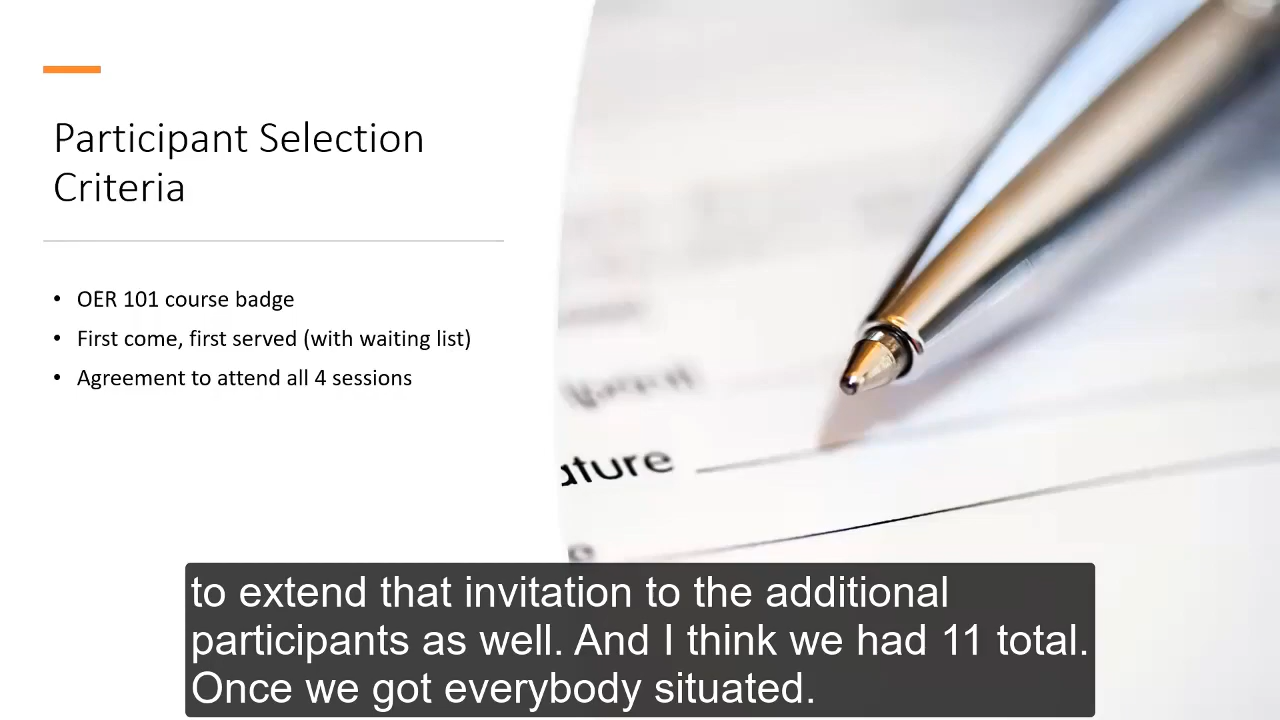 Participant Selection
Criteria
• OER 101 course badge
• First come, first served (with waiting list)
• Agreement to attend all 4 sessions
ature
to extend that invitation to the additional
participants as well. And I think we had 11 total.
Once we got everybody situated.